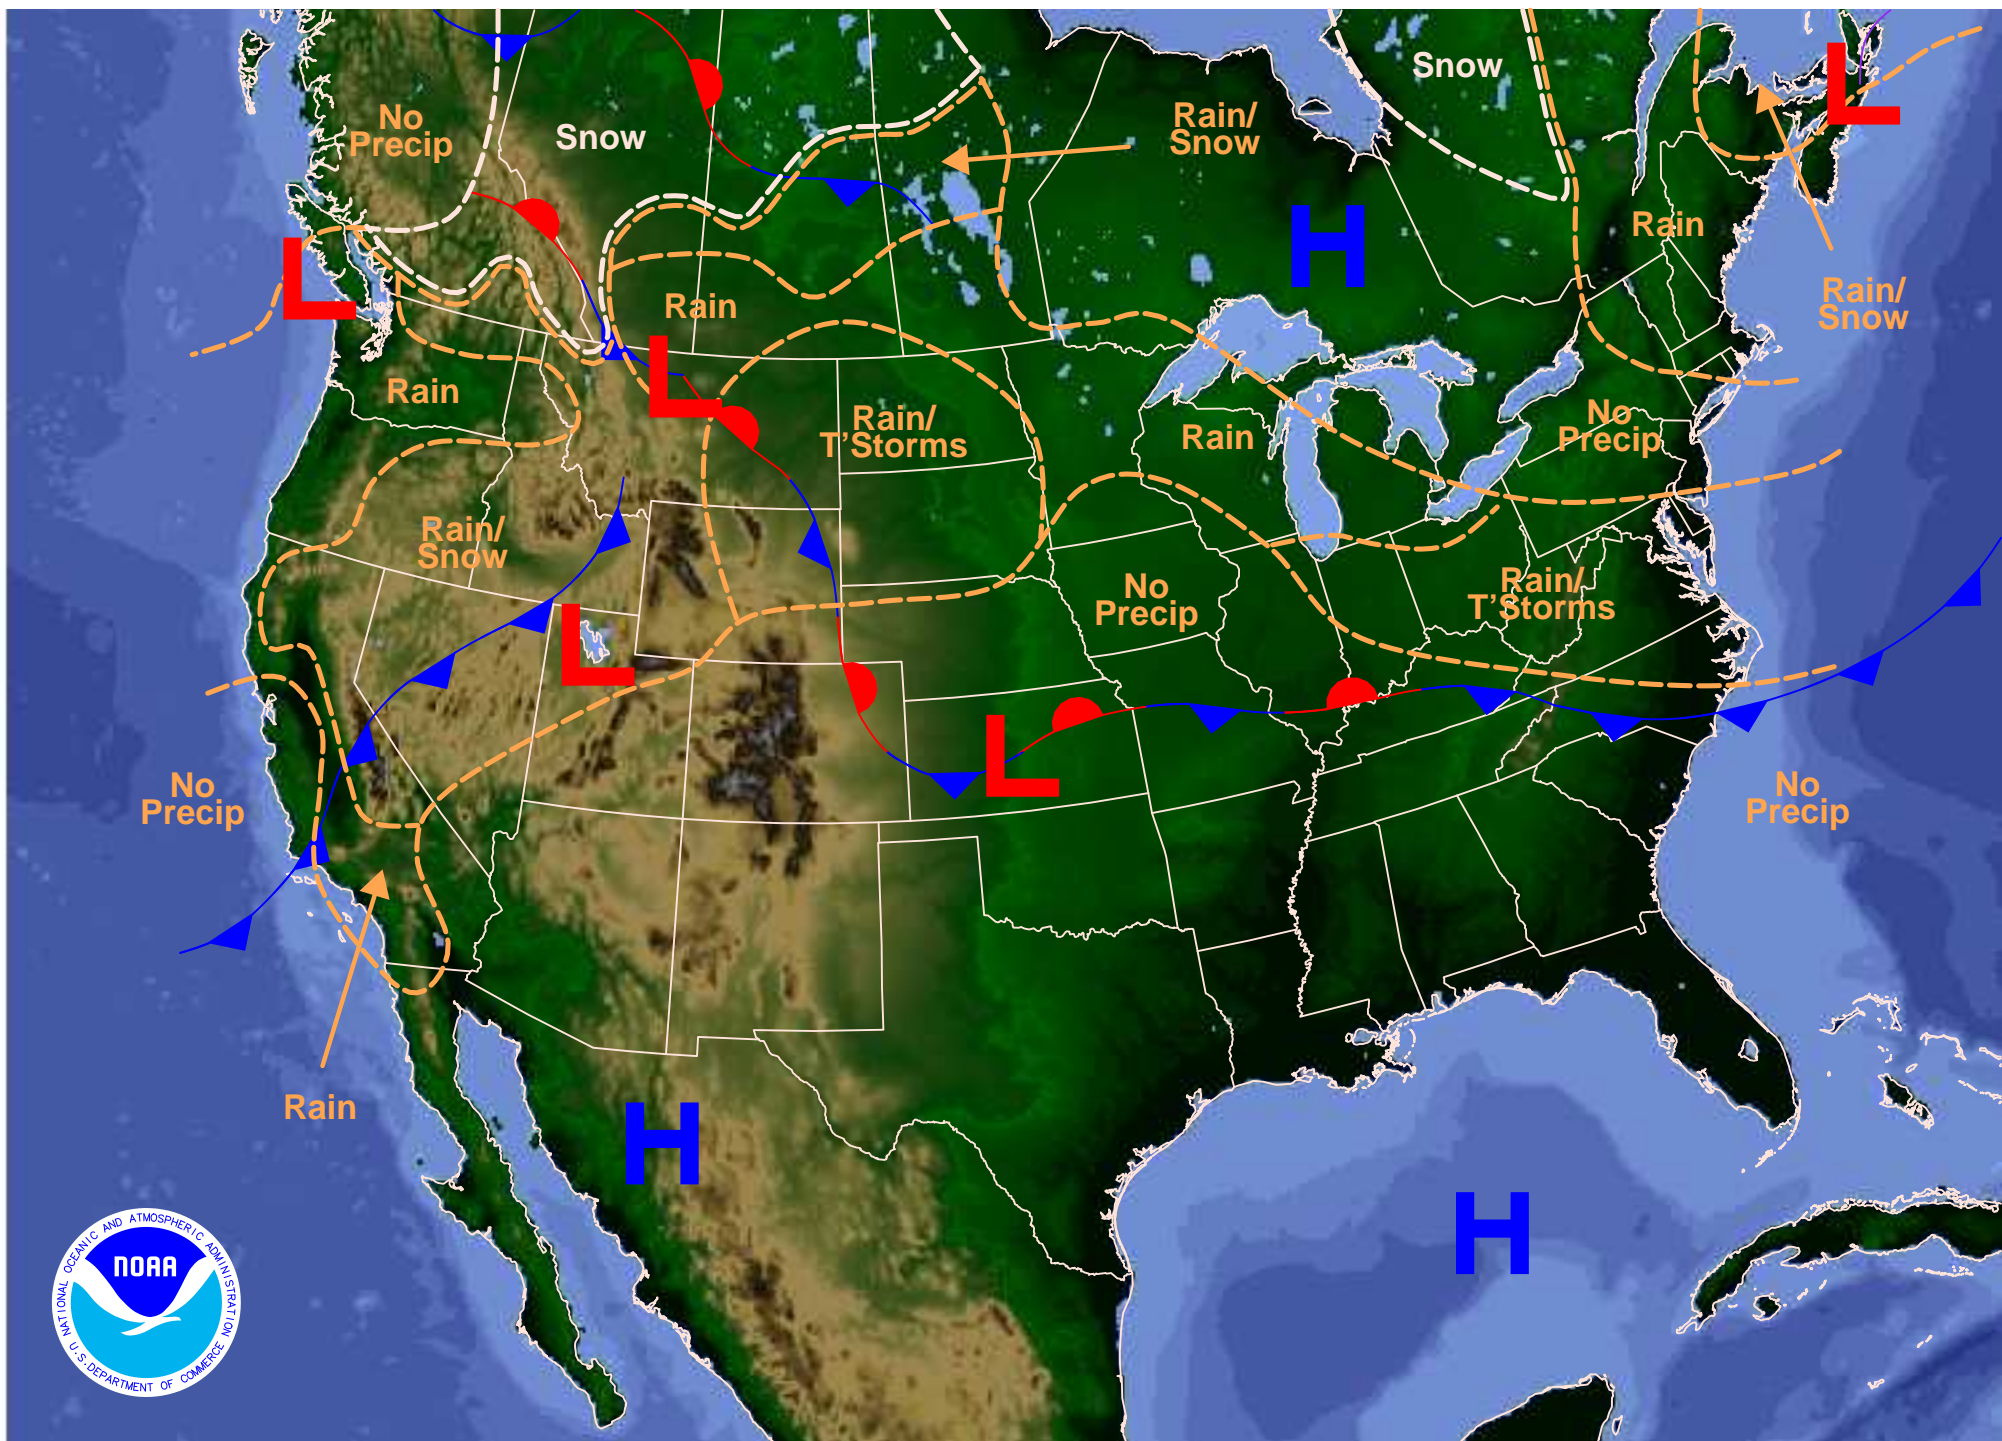 Snow
No
Precip
Snow
Rain/
Snow
L
Rain
H
L
Rain/
Snow
Rain
L
Rain
Rain/
T'Storms
Rain
No
Precip
Rain/
Snow
No
Precip
Rain/
T'Storms
L
L
No
Precip
No
Precip
Rain
H
H
NATIONAL OCEANIC AND ATMOSPHERIC ADMINISTRATION
NOAA
U.S. DEPARTMENT OF COMMERCE